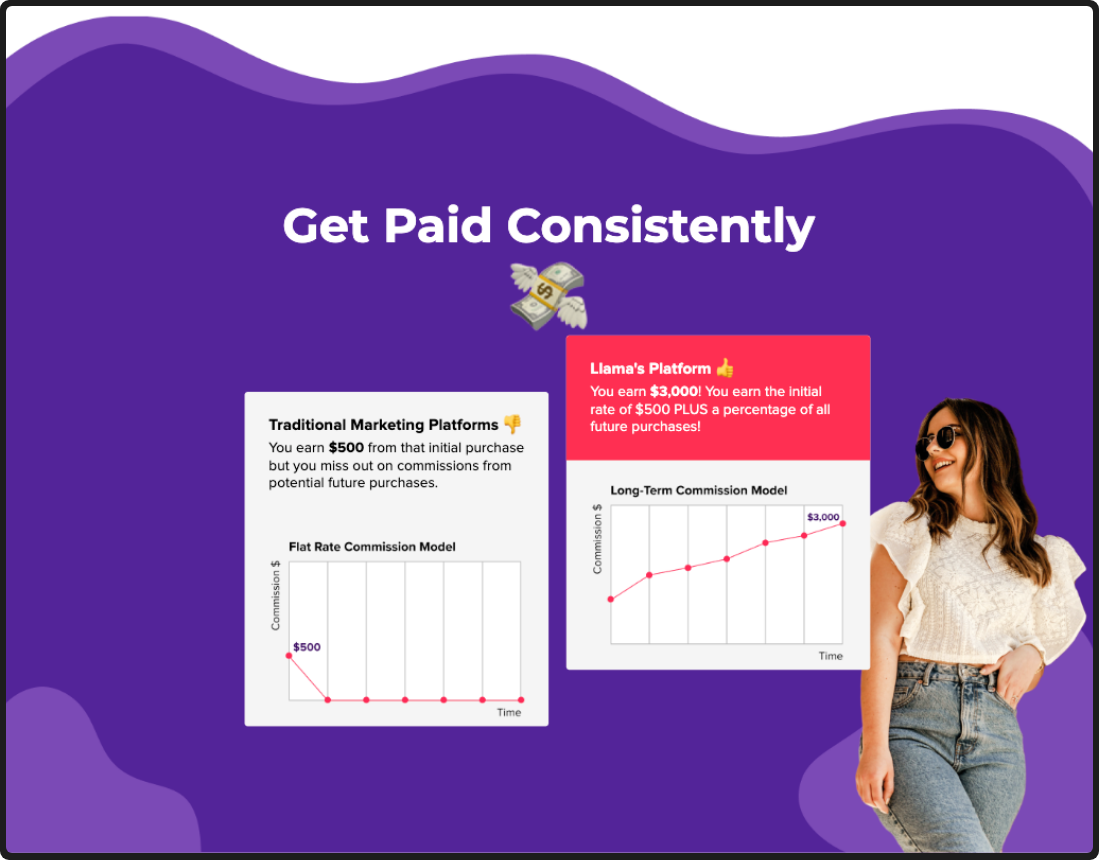 Get Paid Consistently
Traditional Marketing Platforms 👎
You earn $500 from that initial purchase
but you miss out on commissions from
potential future purchases.
Flat Rate Commission Model
Commission $
$500
Time
Llama's Platform 👍
You earn $3,000! You earn the initial
rate of $500 PLUS a percentage of all
future purchases!
Long-Term Commission Model
Commission $
$3,000
Time